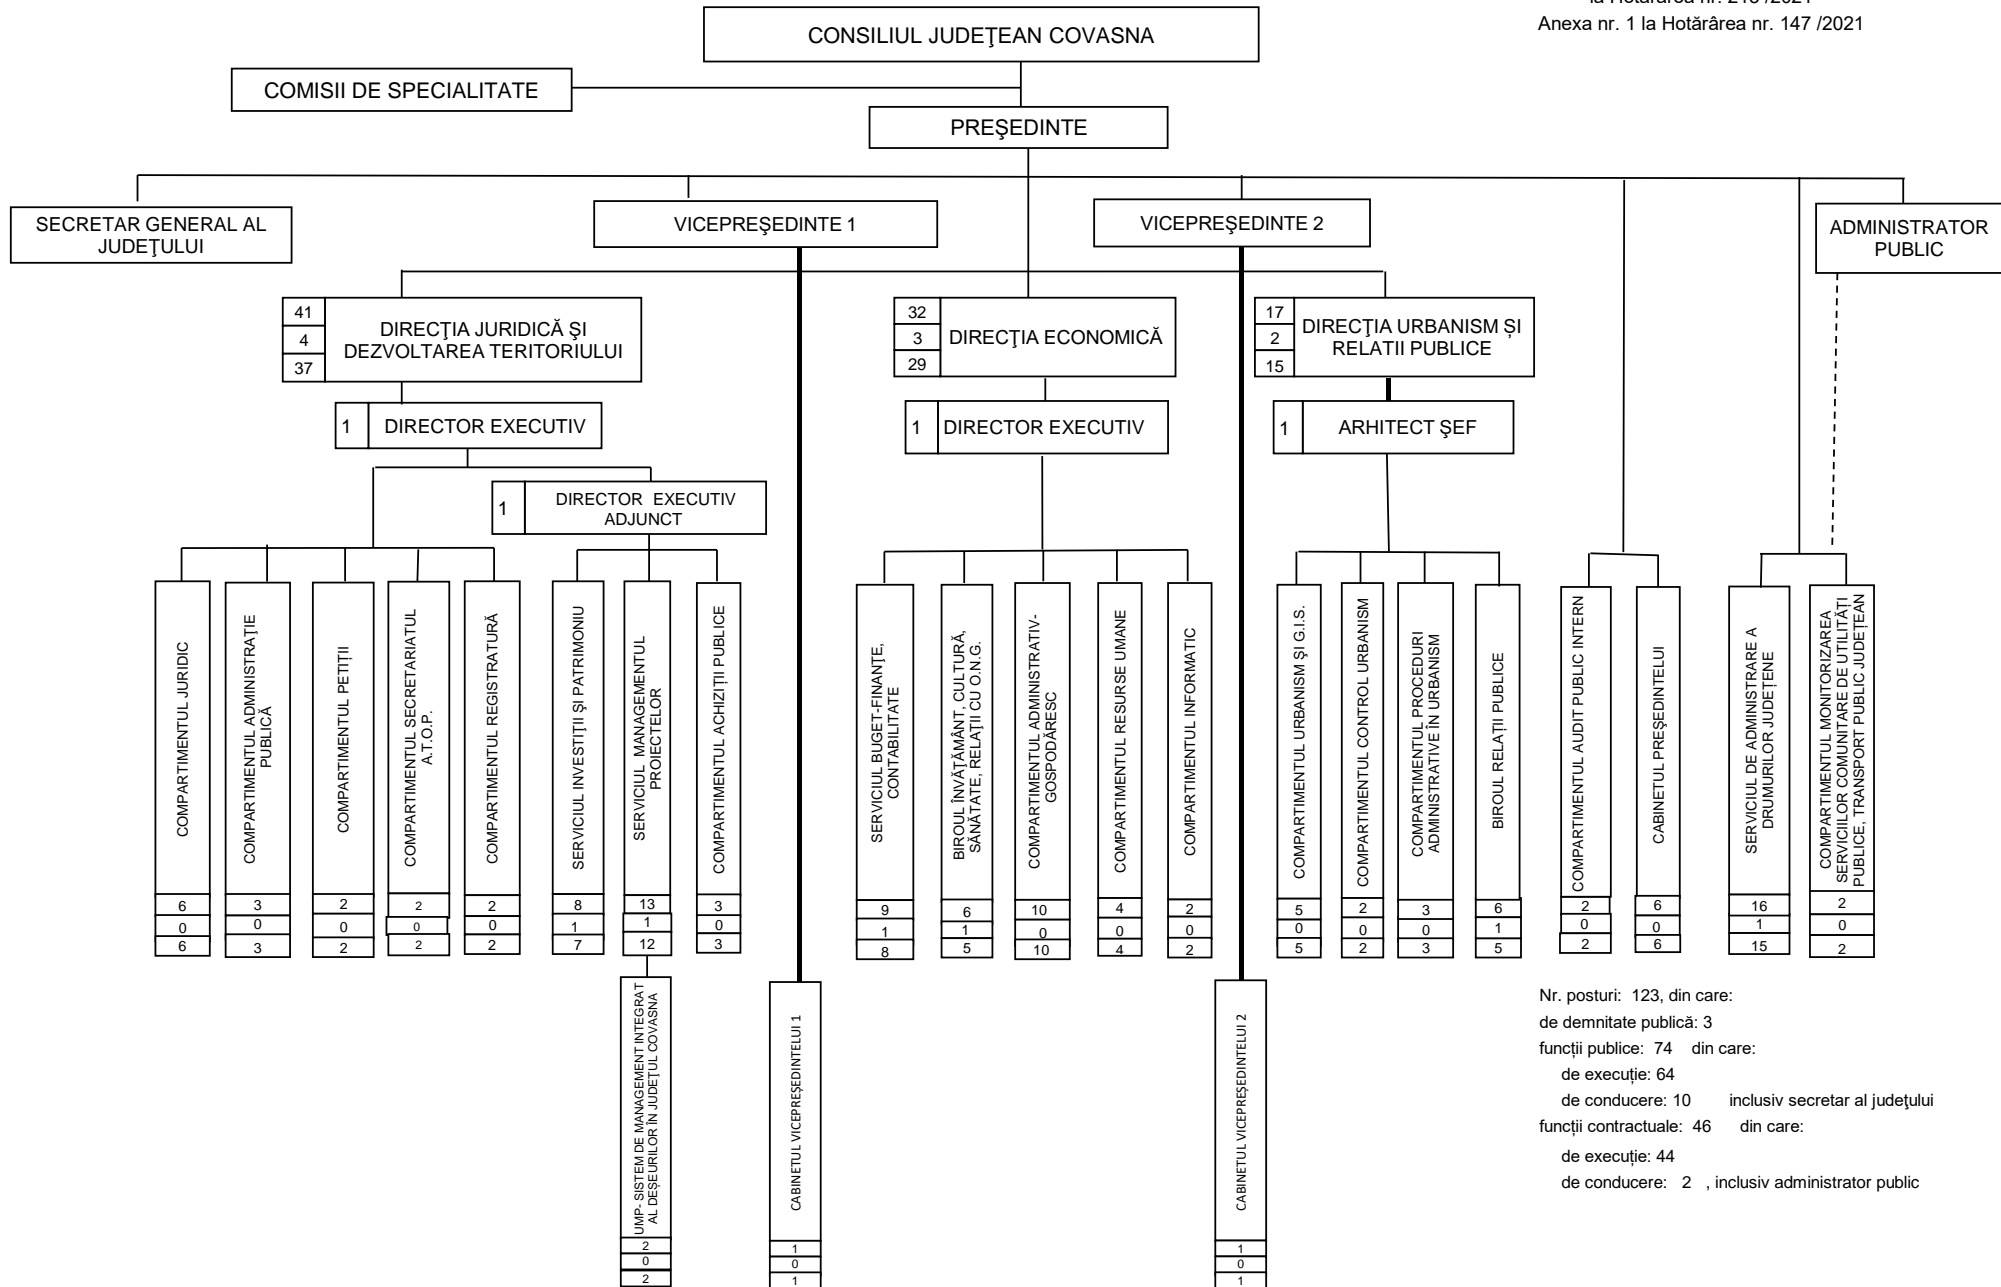 la Hotărârea nr. /2021
Anexa nr. 1 la Hotărârea nr. 147 /2021
CONSILIUL JUDEŢEAN COVASNA
COMISII DE SPECIALITATE
PREŞEDINTE
SECRETAR GENERAL AL
JUDEŢULUI
VICEPREŞEDINTE 1
VICEPREŞEDINTE 2
ADMINISTRATOR
PUBLIC
41
4
37
DIRECŢIA JURIDICĂ ŞI
DEZVOLTAREA TERITORIULUI
32
3
29
DIRECŢIA ECONOMICĂ
17
2
15
DIRECŢIA URBANISM ȘI
RELATII PUBLICE
1 DIRECTOR EXECUTIV
1 DIRECTOR EXECUTIV
1 ARHITECT ŞEF
1 DIRECTOR EXECUTIV
ADJUNCT
COMPARTIMENTUL JURIDIC
6
0
6
COMPARTIMENTUL ADMINISTRAŢIE
PUBLICĂ
3
0
3
COMPARTIMENTUL PETIȚII
2
0
2
COMPARTIMENTUL SECRETARIATUL
A.T.O.P.
2
0
2
COMPARTIMENTUL REGISTRATURĂ
2
0
2
SERVICIUL INVESTIŢII ŞI PATRIMONIU
8
1
7
SERVICIUL MANAGEMENTUL
PROIECTELOR
13
1
12
COMPARTIMENTUL ACHIZIŢII PUBLICE
3
0
3
SERVICIUL BUGET-FINANŢE,
CONTABILITATE
9
1
8
BIROUL ÎNVĂŢĂMÂNT, CULTURĂ,
SĂNĂTATE, RELAŢII CU O.N.G.
6
1
5
COMPARTIMENTUL ADMINISTRATIV-
GOSPODĂRESC
10
0
10
COMPARTIMENTUL RESURSE UMANE
4
0
4
COMPARTIMENTUL INFORMATIC
2
0
2
COMPARTIMENTUL URBANISM ŞI G.I.S.
5
0
5
COMPARTIMENTUL CONTROL URBANISM
2
0
2
COMPARTIMENTUL PROCEDURI
ADMINISTRATIVE ÎN URBANISM
3
0
3
BIROUL RELAŢII PUBLICE
6
1
5
COMPARTIMENTUL AUDIT PUBLIC INTERN
2
0
2
CABINETUL PREŞEDINTELUI
6
0
6
SERVICIUL DE ADMINISTRARE A
DRUMURILOR JUDEȚENE
16
1
15
COMPARTIMENTUL MONITORIZAREA
SERVICIILOR COMUNITARE DE UTILITĂȚI
PUBLICE, TRANSPORT PUBLIC JUDEȚEAN
2
0
2
UMP- SISTEM DE MANAGEMENT INTEGRAT
AL DEŞEURILOR ÎN JUDEŢUL COVASNA
2
0
2
CABINETUL VICEPREŞEDINTELUI 1
1
0
1
CABINETUL VICEPREŞEDINTELUI 2
1
0
1
Nr. posturi: 123, din care:
de demnitate publică: 3
funcții publice: 74 din care:
de execuție: 64
de conducere: 10 inclusiv secretar al judeţului
funcții contractuale: 46 din care:
de execuție: 44
de conducere: 2 , inclusiv administrator public